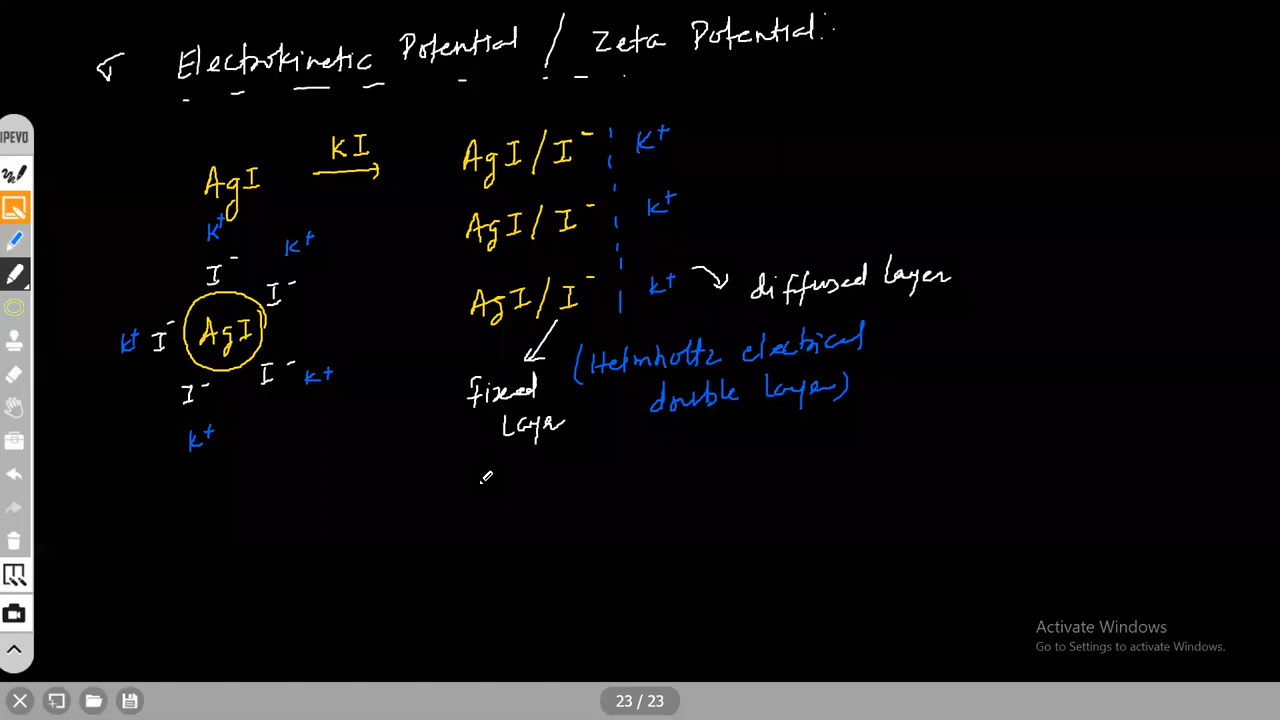 IPEVO
Electrokinetic Potential / Zeta Potential:
AgI KI AgI / I⁻ K⁺
AgI / I⁻ K⁺
AgI / I⁻ K⁺
K⁺
I⁻ K⁺
I⁻
K⁺ I⁻ AgI
I⁻ I⁻ K⁺
K⁺
diffused layer
Fixed
Layer
(Helmholtz electrical
double layer)
Activate Windows
Go to Settings to activate Windows.
23 / 23